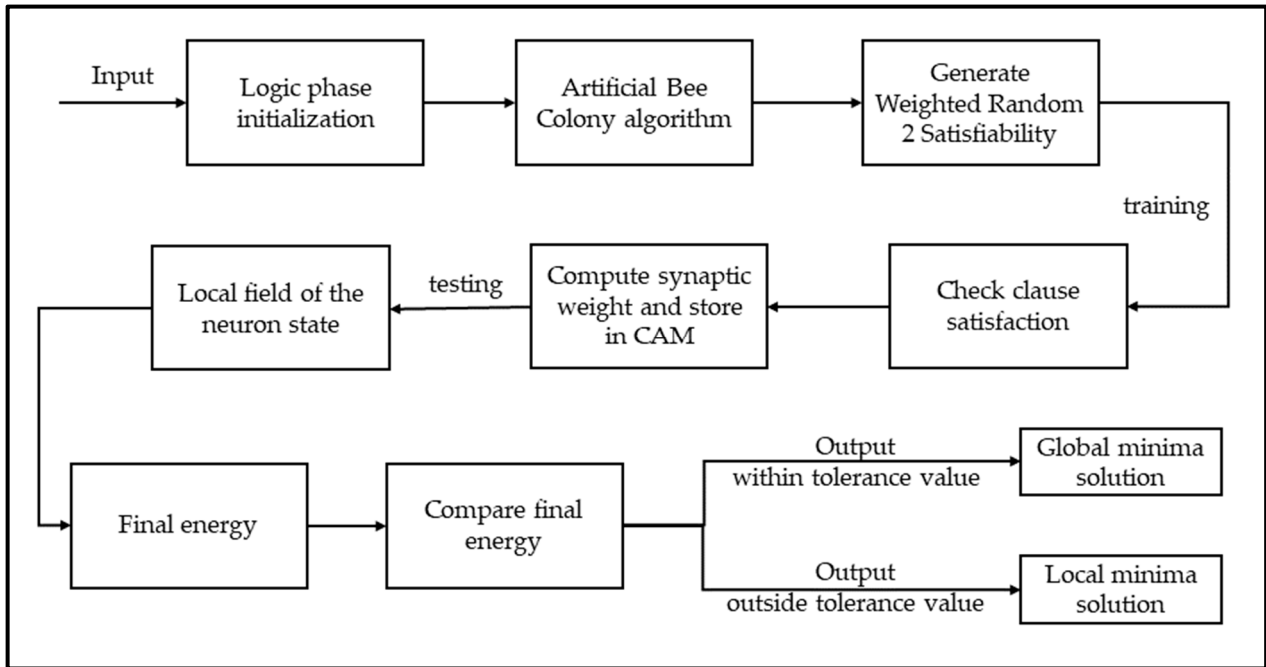 Input
Logic phase
initialization
Artificial Bee
Colony algorithm
Generate
Weighted Random
2 Satisfiability
training
Check clause
satisfaction
Compute synaptic
weight and store
in CAM
testing
Local field of the
neuron state
Final energy
Compare final
energy
Output
within tolerance value
Global minima
solution
Output
outside tolerance value
Local minima
solution